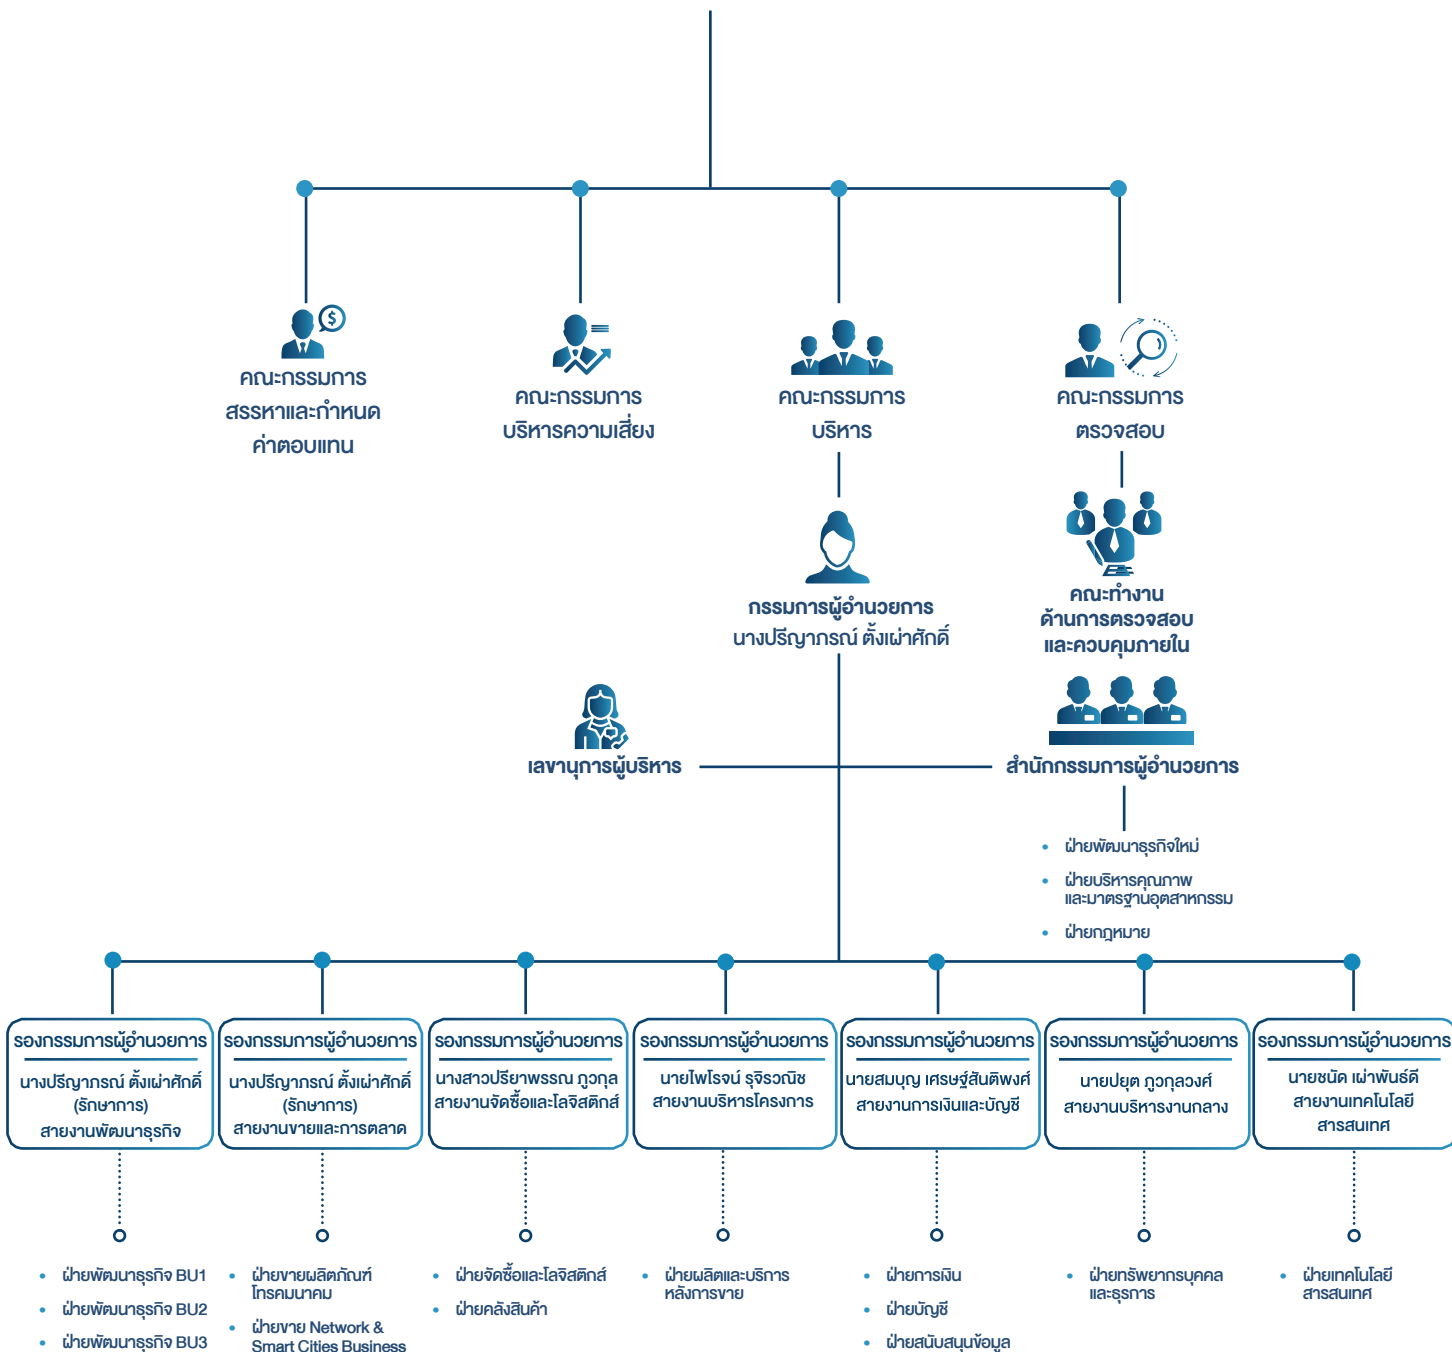 คณะกรรมการ
สรรหาและกำหนด
ค่าตอบแทน
คณะกรรมการ
บริหารความเสี่ยง
คณะกรรมการ
บริหาร
คณะกรรมการ
ตรวจสอบ
กรรมการผู้อำนวยการ
นางปรีญาภรณ์ ตั้งเผ่าศักดิ์
คณะทำงาน
ด้านการตรวจสอบ
และควบคุมภายใน
เลขานุการผู้บริหาร
สำนักกรรมการผู้อำนวยการ
• ฝ่ายพัฒนาธุรกิจใหม่
• ฝ่ายบริหารคุณภาพ
และมาตรฐานอุตสาหกรรม
• ฝ่ายกฎหมาย
รองกรรมการผู้อำนวยการ
นางปรีญาภรณ์ ตั้งเผ่าศักดิ์
(รักษาการ)
สายงานพัฒนาธุรกิจ
• ฝ่ายพัฒนาธุรกิจ BU1
• ฝ่ายพัฒนาธุรกิจ BU2
• ฝ่ายพัฒนาธุรกิจ BU3
รองกรรมการผู้อำนวยการ
นางปรีญาภรณ์ ตั้งเผ่าศักดิ์
(รักษาการ)
สายงานขายและการตลาด
• ฝ่ายขายผลิตภัณฑ์
โทรคมนาคม
• ฝ่ายขาย Network &
Smart Cities Business
รองกรรมการผู้อำนวยการ
นางสาวปรียาพรรณ ภูวกุล
สายงานจัดซื้อและโลจิสติกส์
• ฝ่ายจัดซื้อและโลจิสติกส์
• ฝ่ายคลังสินค้า
รองกรรมการผู้อำนวยการ
นายไพโรจน์ รุจิรวณิช
สายงานบริหารโครงการ
• ฝ่ายผลิตและบริการ
หลังการขาย
รองกรรมการผู้อำนวยการ
นายสมบุญ เศรษฐ์สันติพงศ์
สายงานการเงินและบัญชี
• ฝ่ายการเงิน
• ฝ่ายบัญชี
• ฝ่ายสนับสนุนข้อมูล
รองกรรมการผู้อำนวยการ
นายปยุต ภูวกุลวงศ์
สายงานบริหารงานกลาง
• ฝ่ายทรัพยากรบุคคล
และธุรการ
รองกรรมการผู้อำนวยการ
นายชนัด เผ่าพันธ์ดี
สายงานเทคโนโลยี
สารสนเทศ
• ฝ่ายเทคโนโลยี
สารสนเทศ